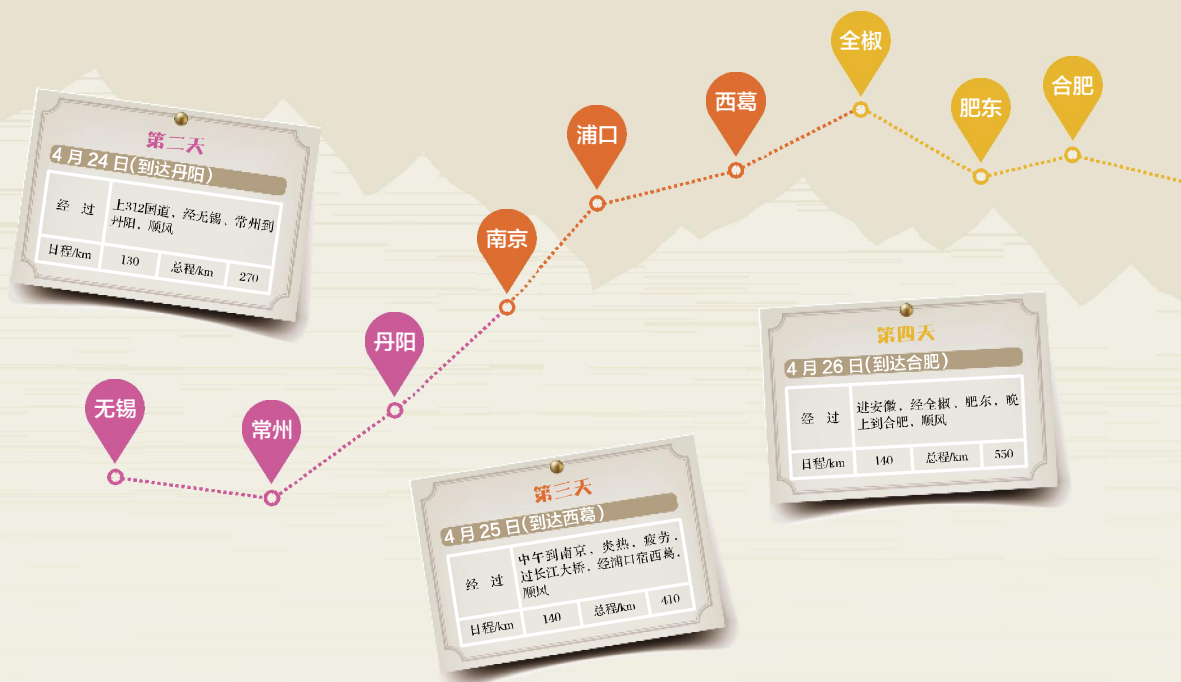 全椒
合肥
西葛
肥东
浦口
第二天
4月24日(到达丹阳)
经 过
上312国道，经无锡、常州到
丹阳，顺风
日程/km 130 总程/km 270
南京
丹阳
无锡
常州
第四天
4月26日(到达合肥)
经 过
进安徽，经全椒、肥东，晚
上到合肥，顺风
日程/km 140 总程/km 550
第三天
4月25日(到达西葛)
经 过
中午到南京，炎热，疲劳，
过长江大桥，经浦口宿西葛，
顺风
日程/km 140 总程/km 410